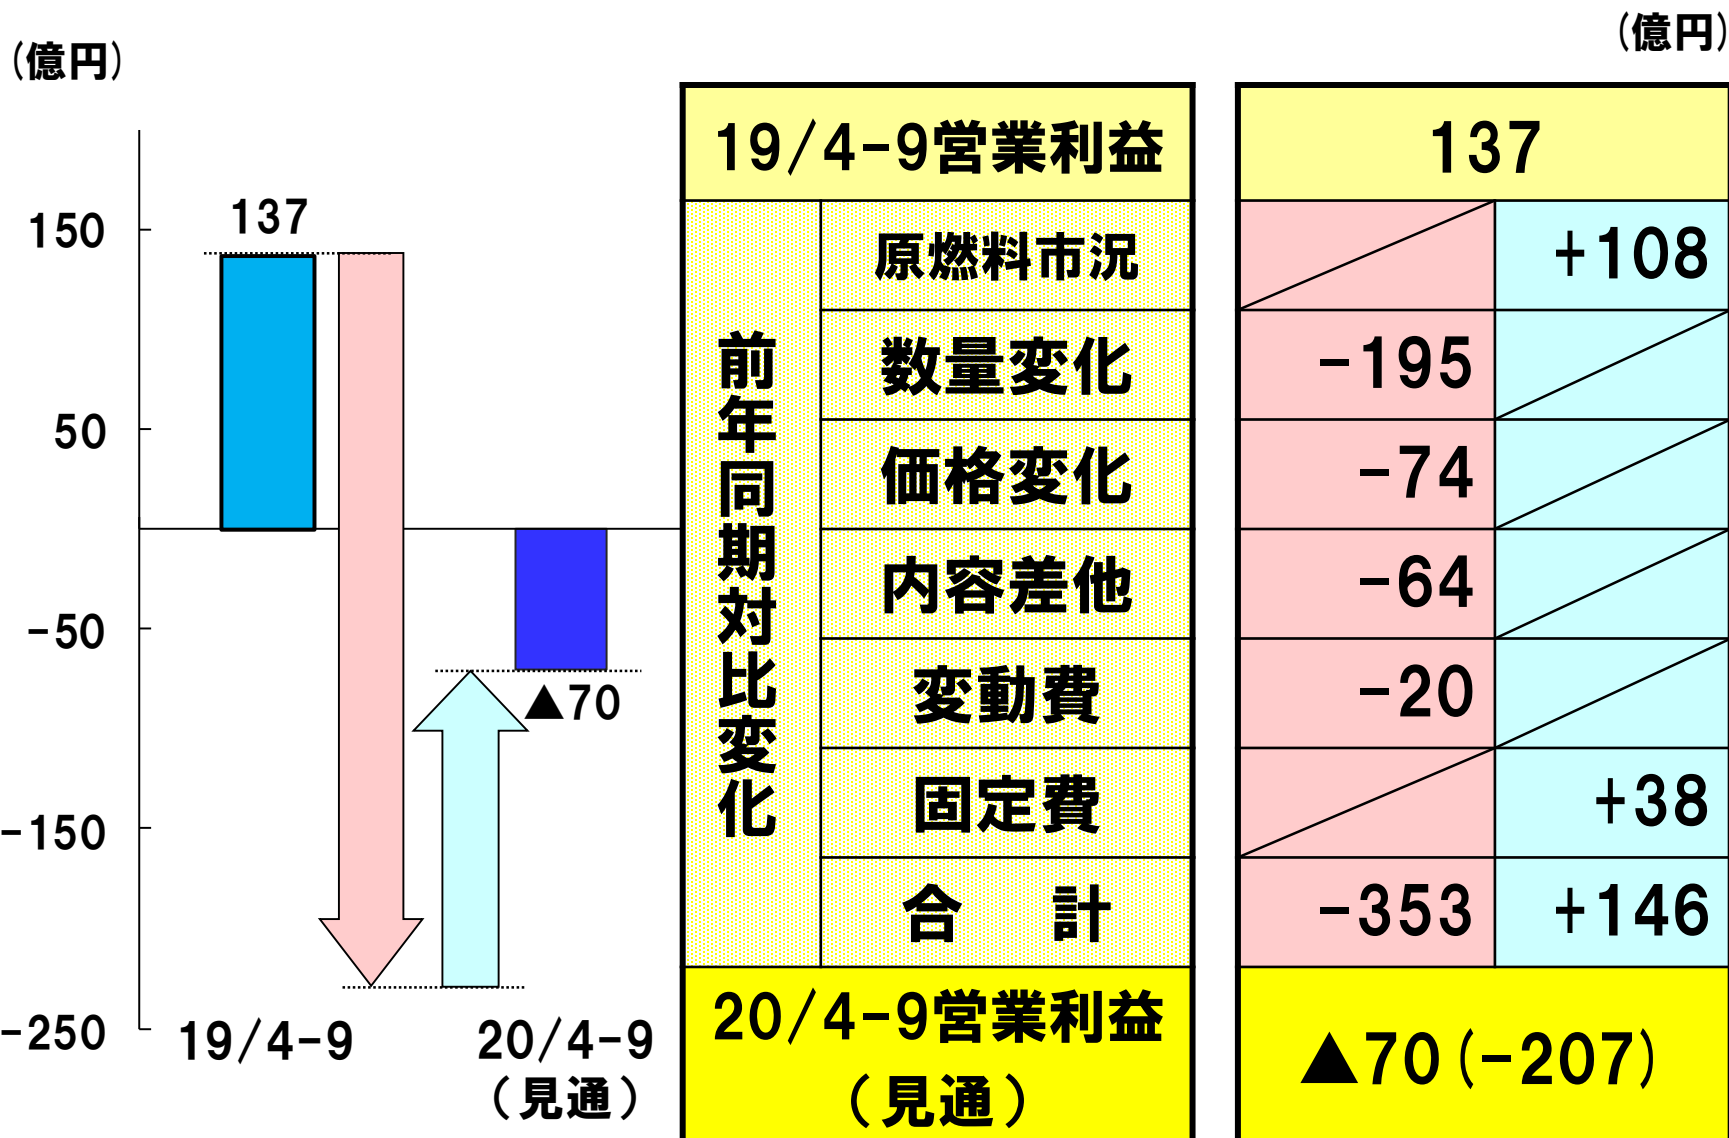 (億円)
150
50
-50
-150
-250
137
▲70
19/4-9
20/4-9
(見通)
(億円)
19/4-9営業利益
137
前年同期対比変化
原燃料市況
+108
数量変化
-195
価格変化
-74
内容差他
-64
変動費
-20
固定費
+38
合 計
-353
+146
20/4-9営業利益
(見通)
▲70(-207)